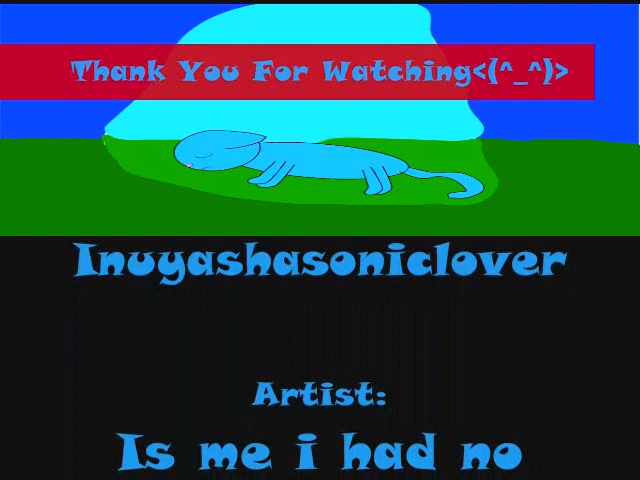 Thank You For Watching<(^_^)>
Inuyashasoniclover
Artist:
Is me i had no